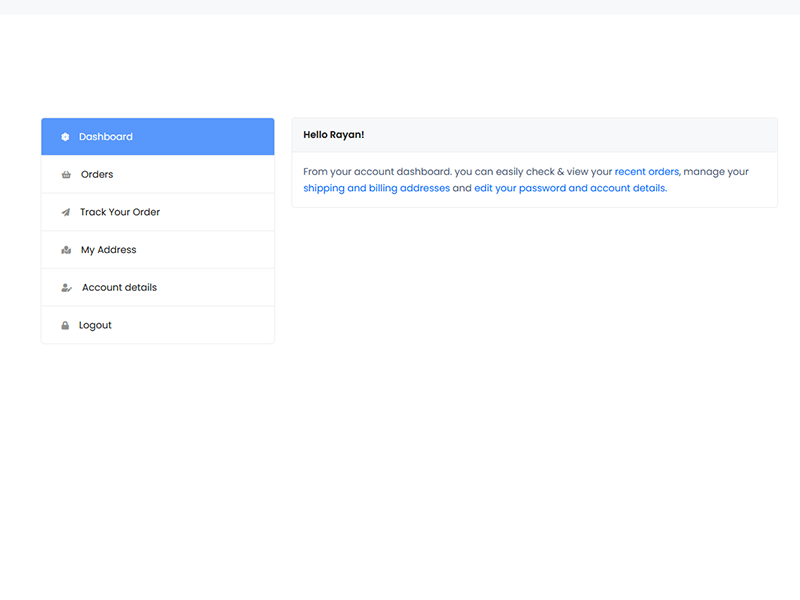 Dashboard
Orders
Track Your Order
My Address
Account details
Logout
Hello Rayan!
From your account dashboard. you can easily check & view your recent orders, manage your
shipping and billing addresses and edit your password and account details.